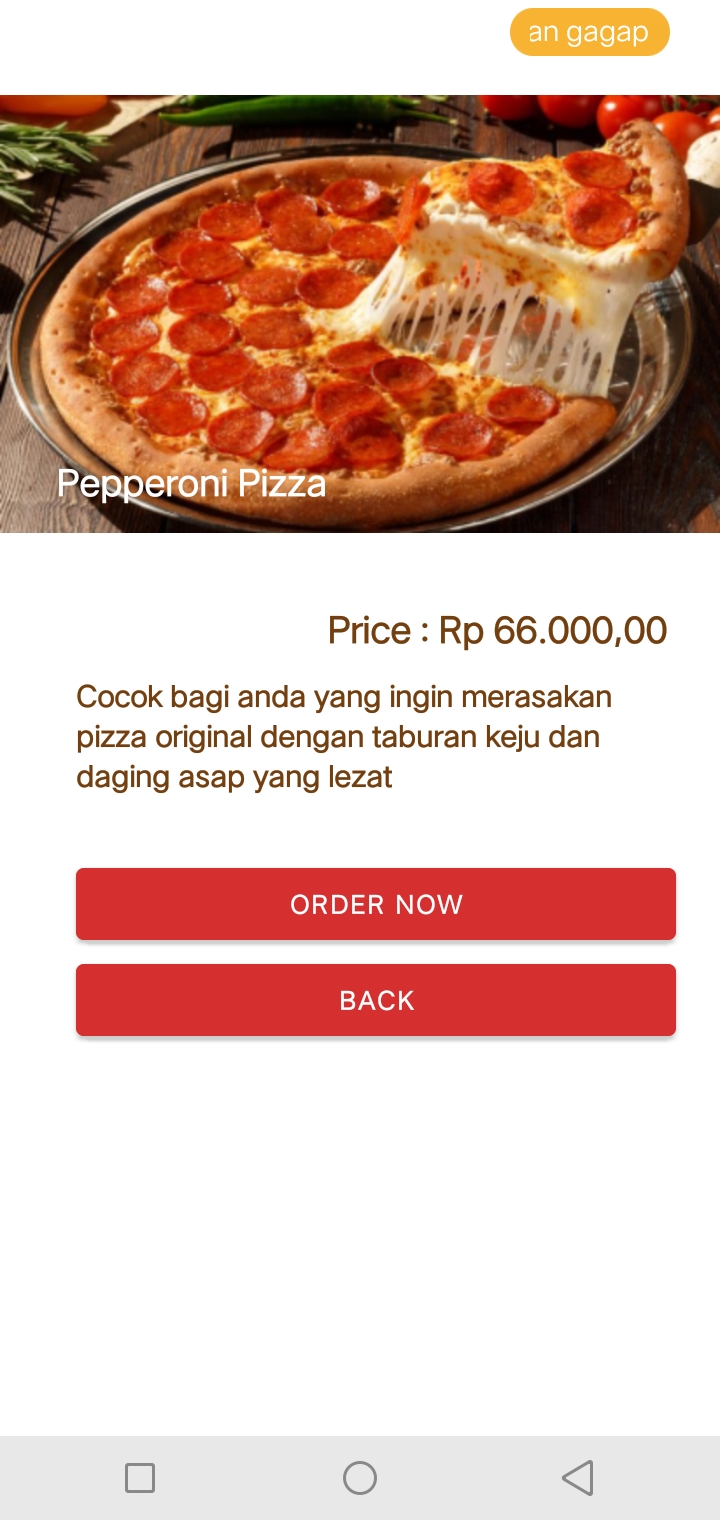 an gagap
Pepperoni Pizza
Price : Rp 66.000,00
Cocok bagi anda yang ingin merasakan
pizza original dengan taburan keju dan
daging asap yang lezat
ORDER NOW
BACK